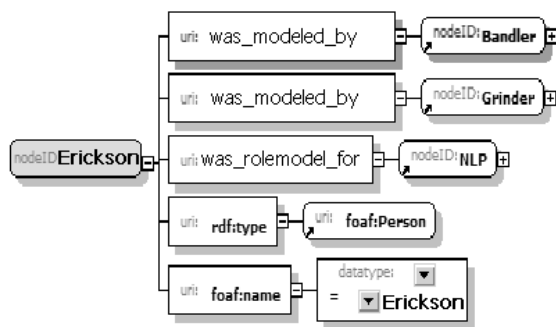 uri: was_modeled_by nodeID: Bandler
uri: was_modeled_by nodeID: Grinder
nodeID Erickson
uri: was_rolemodel_for nodeID: NLP
uri: rdf:type uri: foaf:Person
uri: foaf:name datatype:
= Erickson